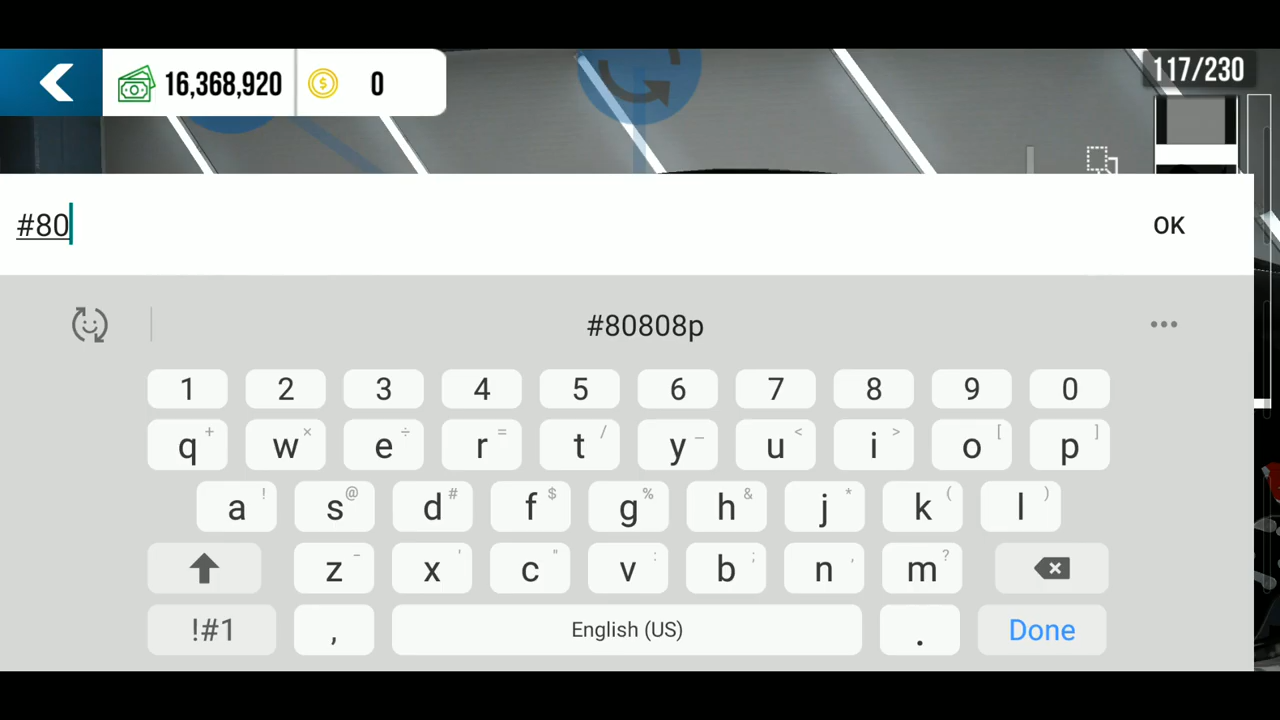 16,368,920 $ 0
117/230
#80
OK
#80808p
1 2 3 4 5 6 7 8 9 0
q + w × e ÷ r = t / y _ u < i > o [ p ]
a ! s @ d # f $ g % h & j * k ( l )
z - x ' c " v : b ; n , m ?
!#1 , English (US) . Done